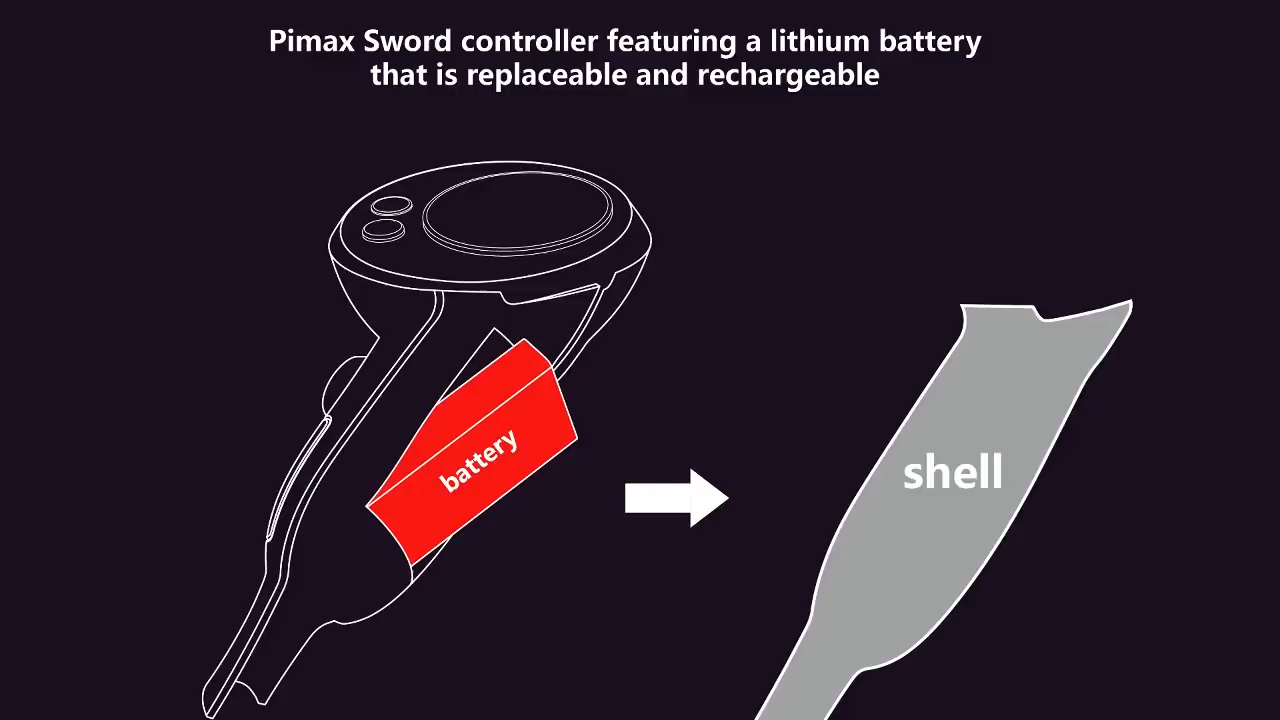 Pimax Sword controller featuring a lithium battery
that is replaceable and rechargeable
battery
shell